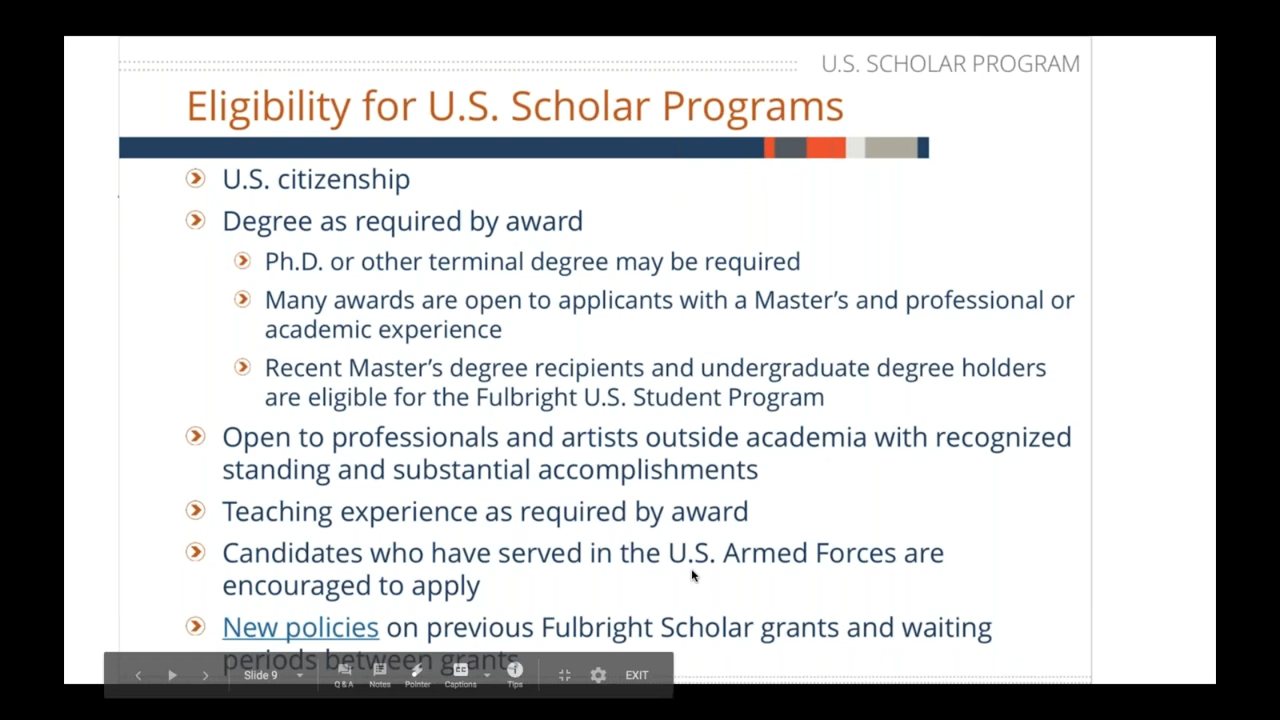 U.S. SCHOLAR PROGRAM
Eligibility for U.S. Scholar Programs
U.S. citizenship
Degree as required by award
Ph.D. or other terminal degree may be required
Many awards are open to applicants with a Master's and professional or
academic experience
Recent Master's degree recipients and undergraduate degree holders
are eligible for the Fulbright U.S. Student Program
Open to professionals and artists outside academia with recognized
standing and substantial accomplishments
Teaching experience as required by award
Candidates who have served in the U.S. Armed Forces are
encouraged to apply
New policies on previous Fulbright Scholar grants and waiting
periods between grants
Slide 9
Q&A
Notes
Pointer
Captions
Tips
EXIT